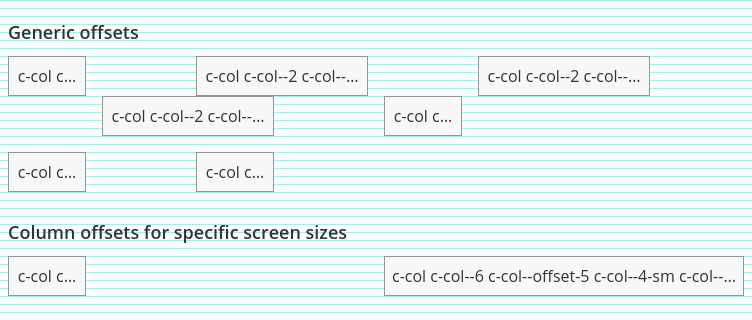 Generic offsets
c-col c... c-col c-col--2 c-col--... c-col c-col--2 c-col--...
c-col c-col--2 c-col--... c-col c...
c-col c... c-col c...
Column offsets for specific screen sizes
c-col c... c-col c-col--6 c-col--offset-5 c-col--4-sm c-col--...